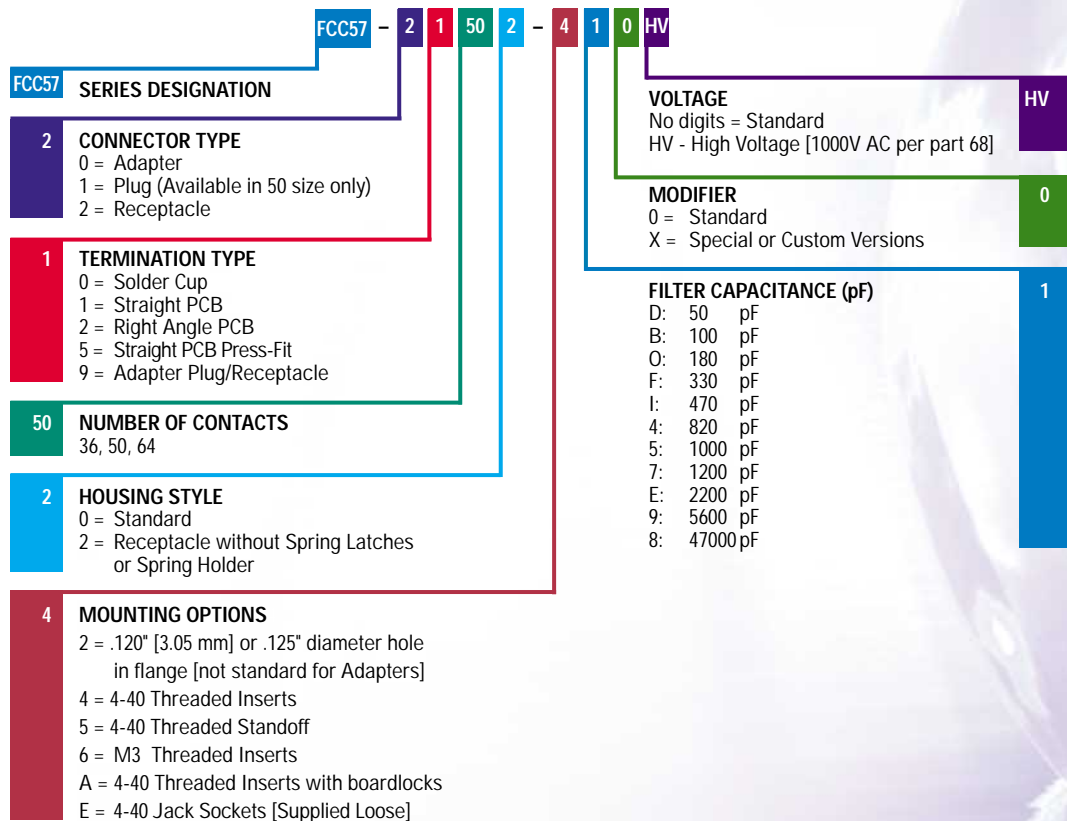 FCC57 – 2 1 50 2 - 4 1 0 HV
FCC57 SERIES DESIGNATION
2 CONNECTOR TYPE
0 = Adapter
1 = Plug (Available in 50 size only)
2 = Receptacle
1 TERMINATION TYPE
0 = Solder Cup
1 = Straight PCB
2 = Right Angle PCB
5 = Straight PCB Press-Fit
9 = Adapter Plug/Receptacle
50 NUMBER OF CONTACTS
36, 50, 64
2 HOUSING STYLE
0 = Standard
2 = Receptacle without Spring Latches
or Spring Holder
4 MOUNTING OPTIONS
2 = .120" [3.05 mm] or .125" diameter hole
in flange [not standard for Adapters]
4 = 4-40 Threaded Inserts
5 = 4-40 Threaded Standoff
6 = M3 Threaded Inserts
A = 4-40 Threaded Inserts with boardlocks
E = 4-40 Jack Sockets [Supplied Loose]
VOLTAGE HV
No digits = Standard
HV - High Voltage [1000V AC per part 68]
MODIFIER 0
0 = Standard
X = Special or Custom Versions
FILTER CAPACITANCE (pF) 1
D: 50 pF
B: 100 pF
O: 180 pF
F: 330 pF
I: 470 pF
4: 820 pF
5: 1000 pF
7: 1200 pF
E: 2200 pF
9: 5600 pF
8: 47000 pF